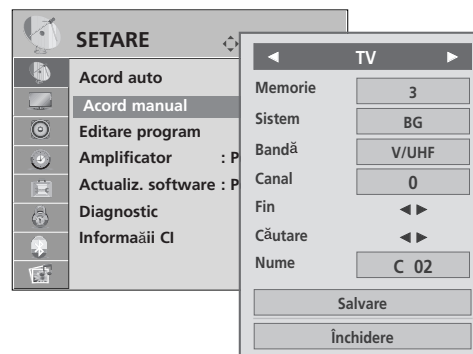 SETARE
Acord auto
Acord manual
Editare program
Amplificator : P
Actualiz. software : P
Diagnostic
Informaăii CI
◄ TV ►
Memorie 3
Sistem BG
Bandă V/UHF
Canal 0
Fin ◄ ►
Căutare ◄ ►
Nume C 02
Salvare
Închidere